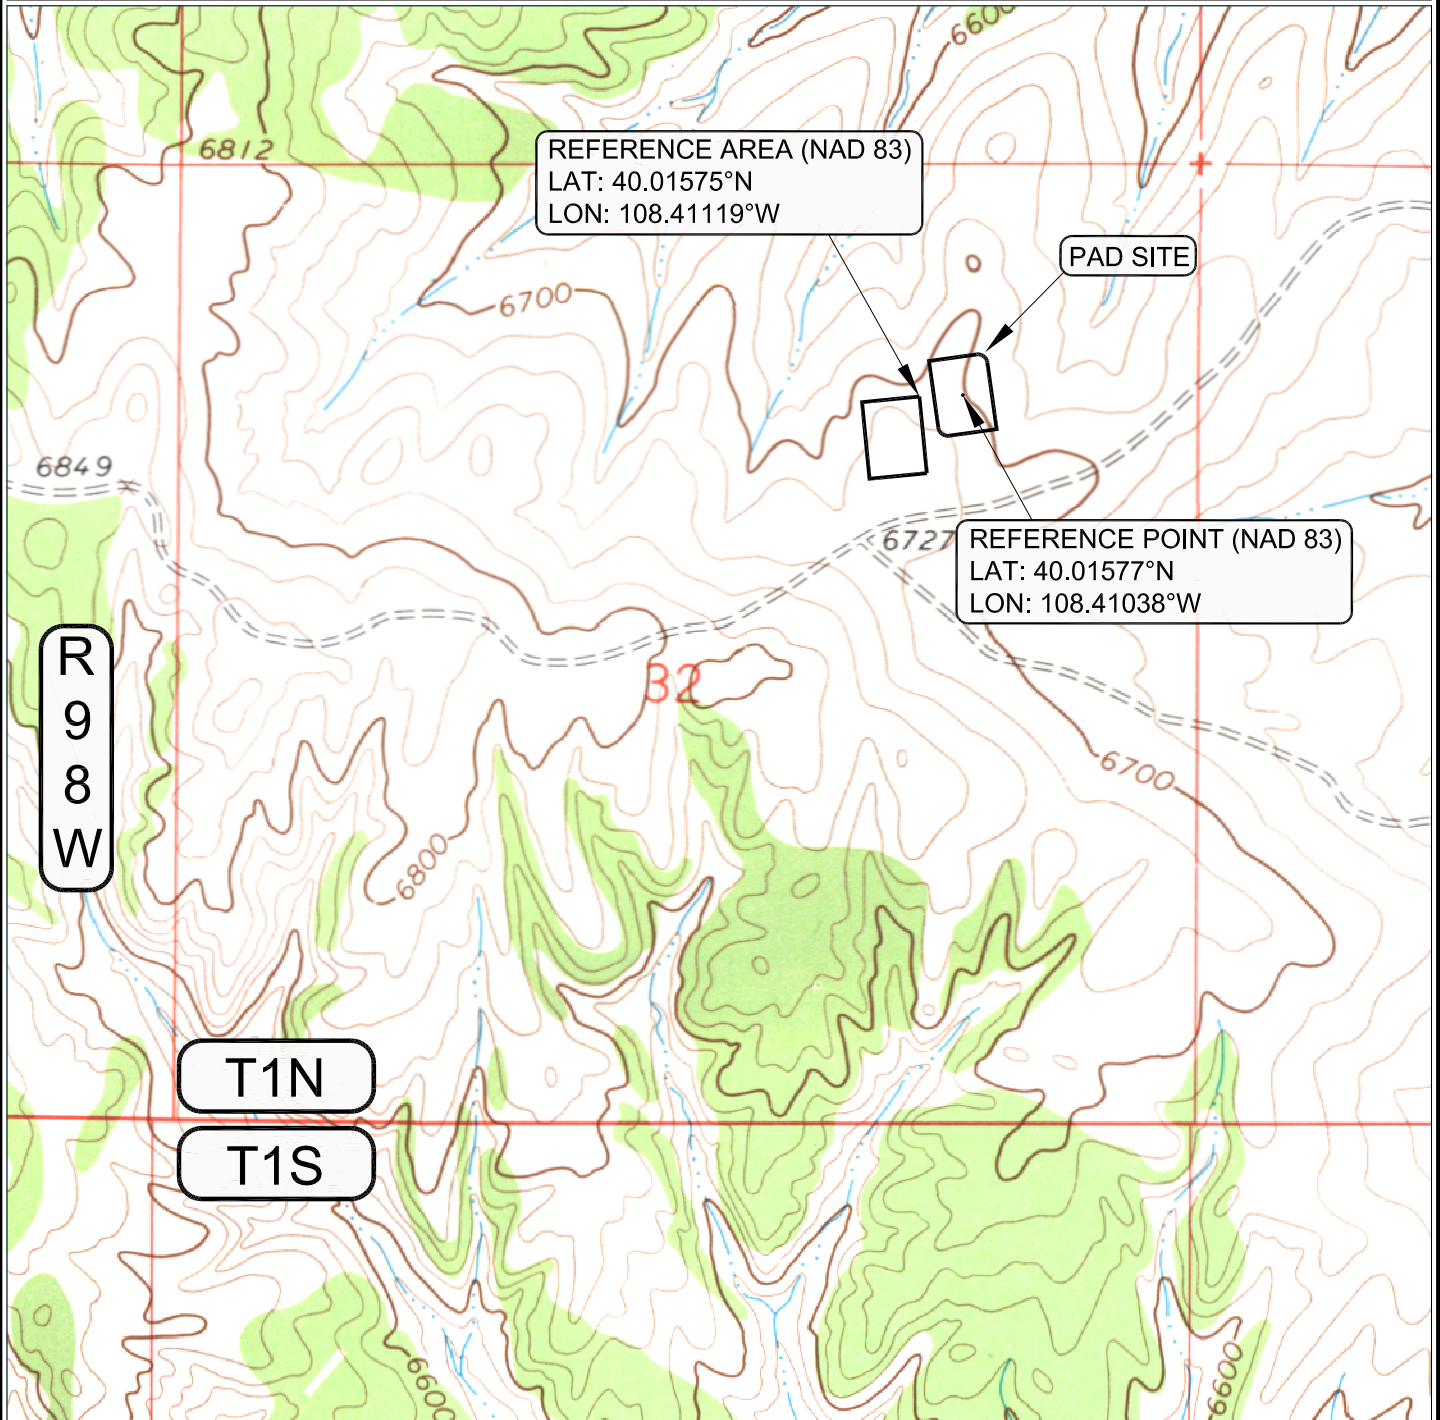 6600
6812
REFERENCE AREA (NAD 83)
LAT: 40.01575°N
LON: 108.41119°W
PAD SITE
6700
6849
6727
REFERENCE POINT (NAD 83)
LAT: 40.01577°N
LON: 108.41038°W
R
9
8
W
32
6700
6800
T1N
T1S
6600
6600